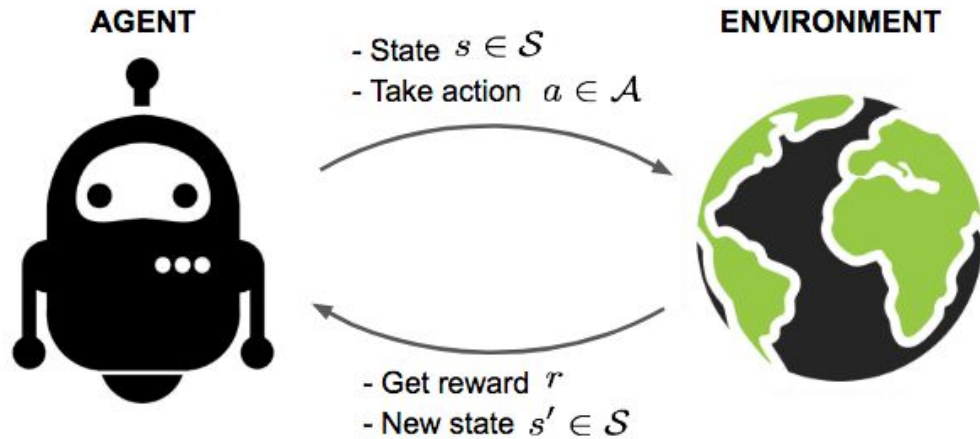 AGENT
ENVIRONMENT
- State s ∈ 𝒮
- Take action a ∈ 𝒜
- Get reward r
- New state s′ ∈ 𝒮